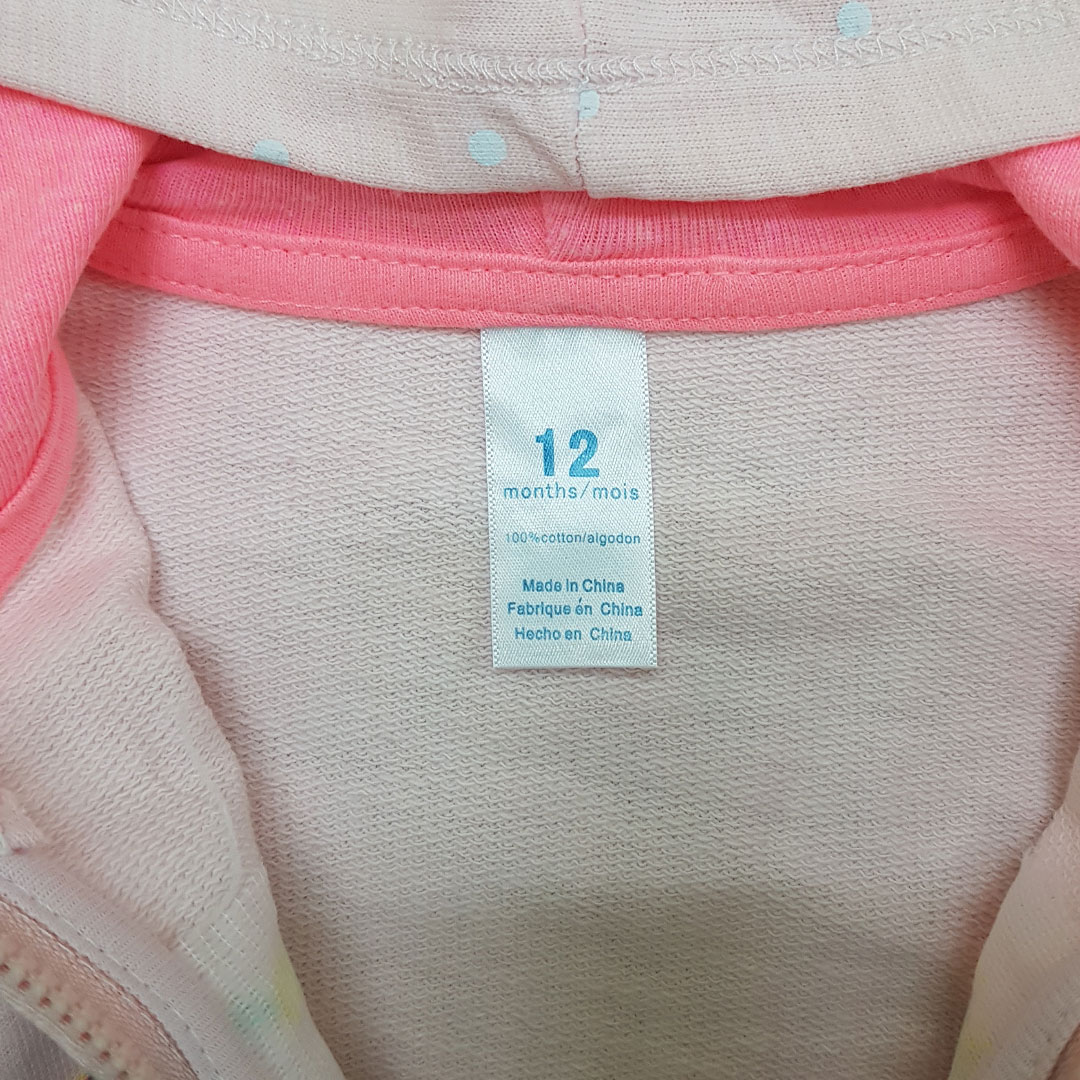 12
months/mois
100%cotton/algodon
Made in China
Fabrique én China
Hecho en China